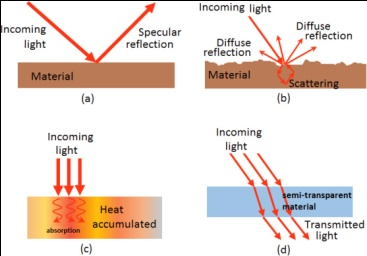 Incoming
light
Specular
reflection
Material
(a)
Incoming
light
Diffuse
reflection
Diffuse
reflection
Material
Scattering
(b)
Incoming
light
Heat
accumulated
absorption
(c)
Incoming
light
semi-transparent
material
Transmitted
light
(d)